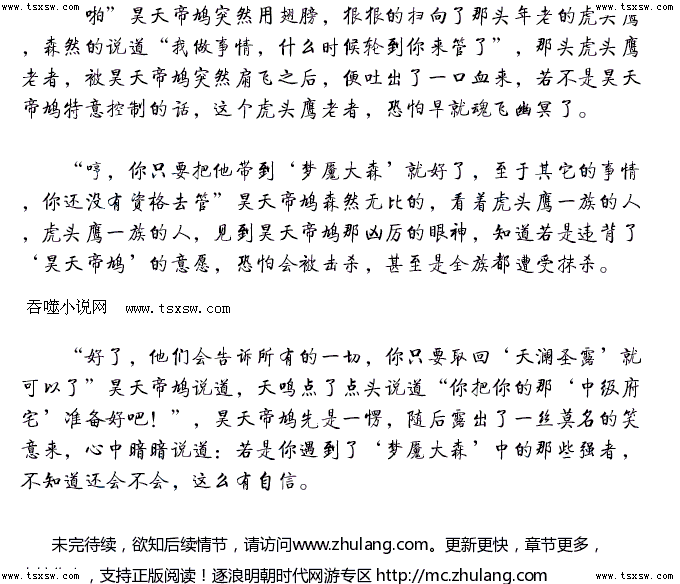 www.tsxsw.com www.tsxsw.com www.tsxsw.com www.tsxsw.com
啪”昊天帝鸠突然用翅膀，狠狠的扫向了那头年老的虎头鹰
，森然的说道“我做事情，什么时候轮到你来管了”，那头虎头鹰
老者，被昊天帝鸠突然扇飞之后，便吐出了一口血来，若不是昊天
帝鸠特意控制的话，这个虎头鹰老者，恐怕早就魂飞幽冥了。
“哼，你只要把他带到‘梦魇大森’就好了，至于其它的事情
，你还没有资格去管”昊天帝鸠森然无比的，看着虎头鹰一族的人
，虎头鹰一族的人，见到昊天帝鸠那凶厉的眼神，知道若是违背了
‘昊天帝鸠’的意愿，恐怕会被击杀，甚至是全族都遭受抹杀。
吞噬小说网 www.tsxsw.com
“好了，他们会告诉所有的一切，你只要取回‘天澜圣露’就
可以了”昊天帝鸠说道，天鸣点了点头说道“你把你的那‘中级府
宅’准备好吧！”，昊天帝鸠先是一愣，随后露出了一丝莫名的笑
意来，心中暗暗说道：若是你遇到了‘梦魇大森’中的那些强者，
不知道还会不会，这么有自信。
未完待续，欲知后续情节，请访问www.zhulang.com。更新更快，章节更多，
，支持正版阅读！逐浪明朝时代网游专区 http://mc.zhulang.com
www.tsxsw.com www.tsxsw.com www.tsxsw.com www.tsxsw.com